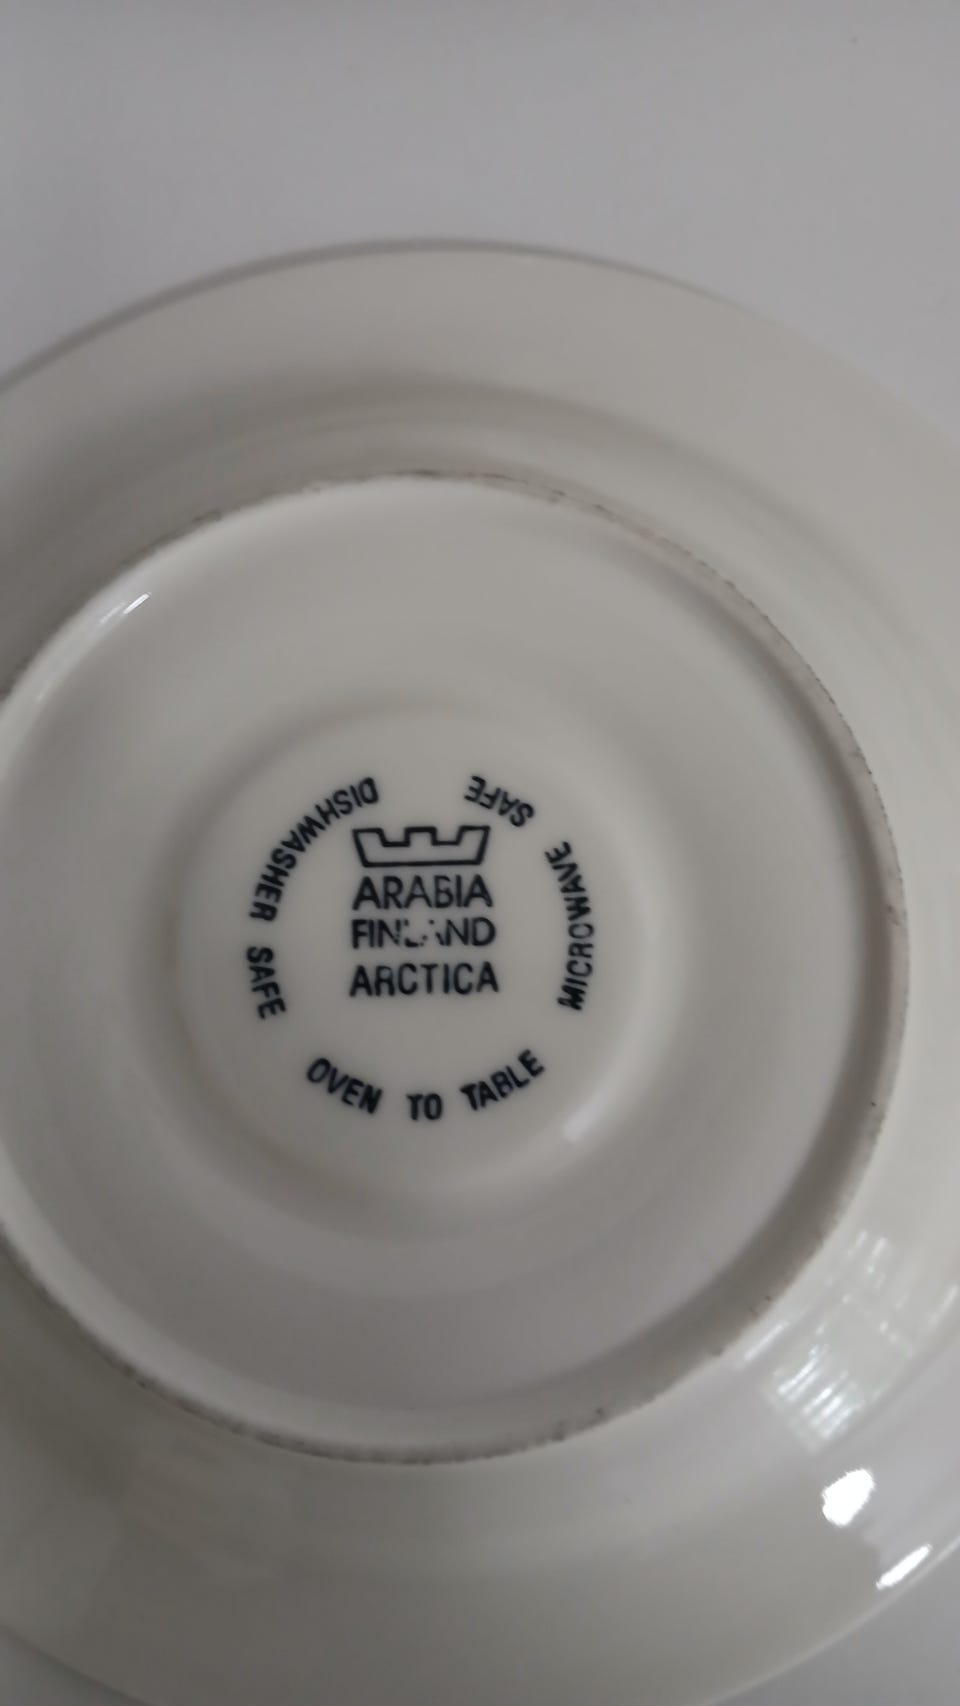 ARABIA
FINLAND
ARCTICA
DISHWASHER SAFE
OVEN TO TABLE
MICROWAVE SAFE